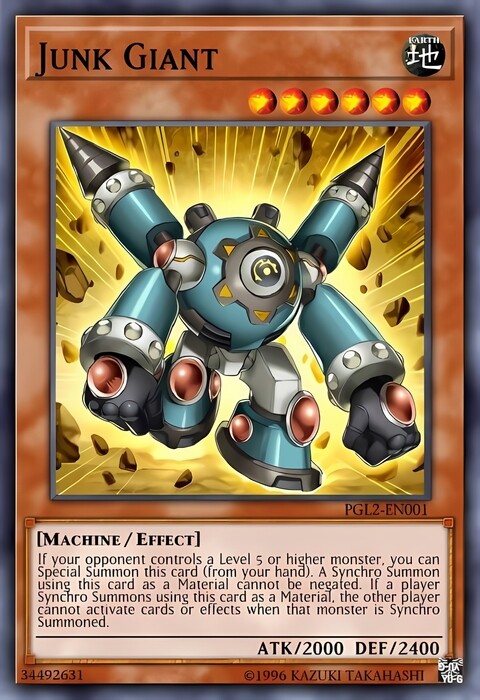 JUNK GIANT
EARTH
地
PGL2-EN001
[MACHINE / EFFECT]
If your opponent controls a Level 5 or higher monster, you can
Special Summon this card (from your hand). A Synchro Summon
using this card as a Material cannot be negated. If a player
Synchro Summons using this card as a Material, the other player
cannot activate cards or effects when that monster is Synchro
Summoned.
ATK/2000 DEF/2400
34492631
©1996 KAZUKI TAKAHASHI